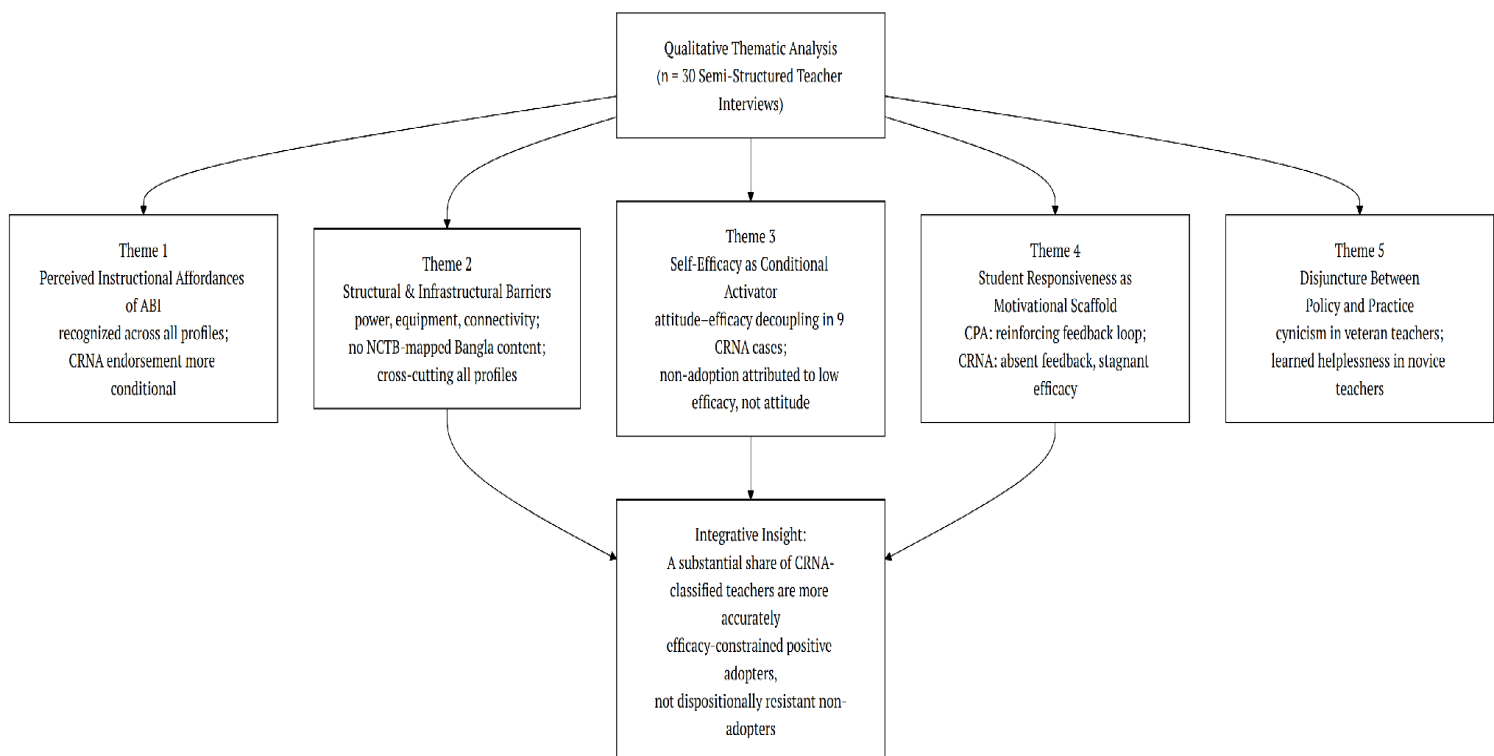 Qualitative Thematic Analysis
(n = 30 Semi-Structured Teacher
Interviews)
Theme 1
Perceived Instructional Affordances
of ABI
recognized across all profiles;
CRNA endorsement more
conditional
Theme 2
Structural & Infrastructural Barriers
power, equipment, connectivity;
no NCTB-mapped Bangla content;
cross-cutting all profiles
Theme 3
Self-Efficacy as Conditional
Activator
attitude–efficacy decoupling in 9
CRNA cases;
non-adoption attributed to low
efficacy, not attitude
Theme 4
Student Responsiveness as
Motivational Scaffold
CPA: reinforcing feedback loop;
CRNA: absent feedback, stagnant
efficacy
Theme 5
Disjuncture Between
Policy and Practice
cynicism in veteran teachers;
learned helplessness in novice
teachers
Integrative Insight:
A substantial share of CRNA-
classified teachers are more
accurately
efficacy-constrained positive
adopters,
not dispositionally resistant non-
adopters